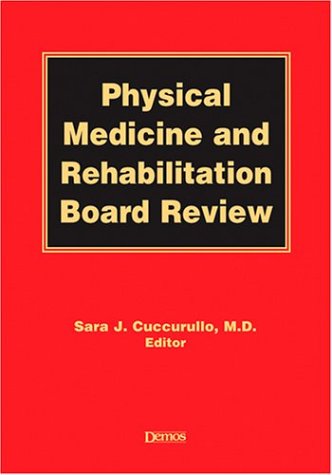 Physical
Medicine and
Rehabilitation
Board Review
Sara J. Cuccurullo, M.D.
Editor
Demos